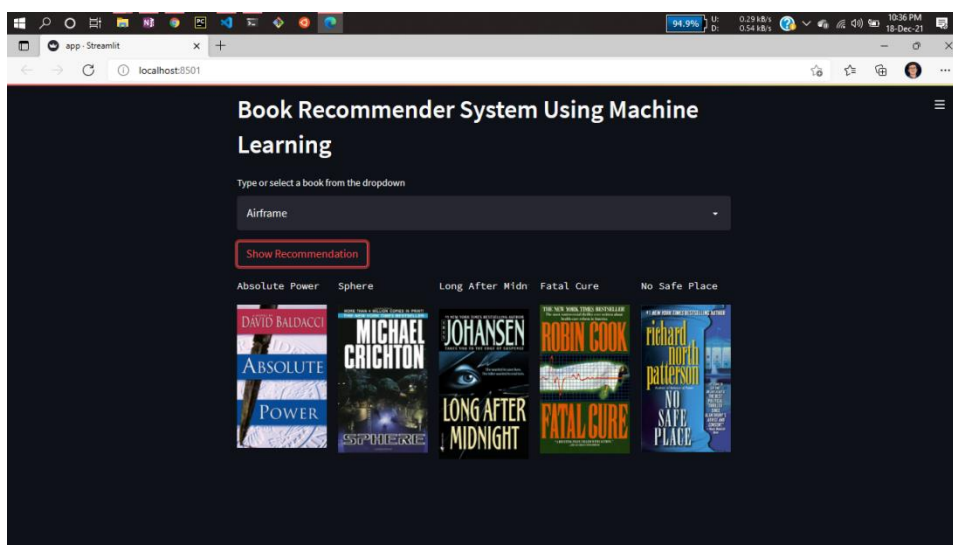 94.9%
U: 0.29 kB/s
D: 0.54 kB/s
10:36 PM
18-Dec-21
app · Streamlit
localhost:8501
Book Recommender System Using Machine
Learning
Type or select a book from the dropdown
Airframe
Show Recommendation
Absolute Power Sphere Long After Midn Fatal Cure No Safe Place
DAVID BALDACCI
ABSOLUTE
POWER
MICHAEL
CRICHTON
SPHERE
JOHANSEN
LONG AFTER
MIDNIGHT
THE NEW YORK TIMES BESTSELLER
ROBIN COOK
FATAL CURE
richard
north
patterson
NO
SAFE
PLACE